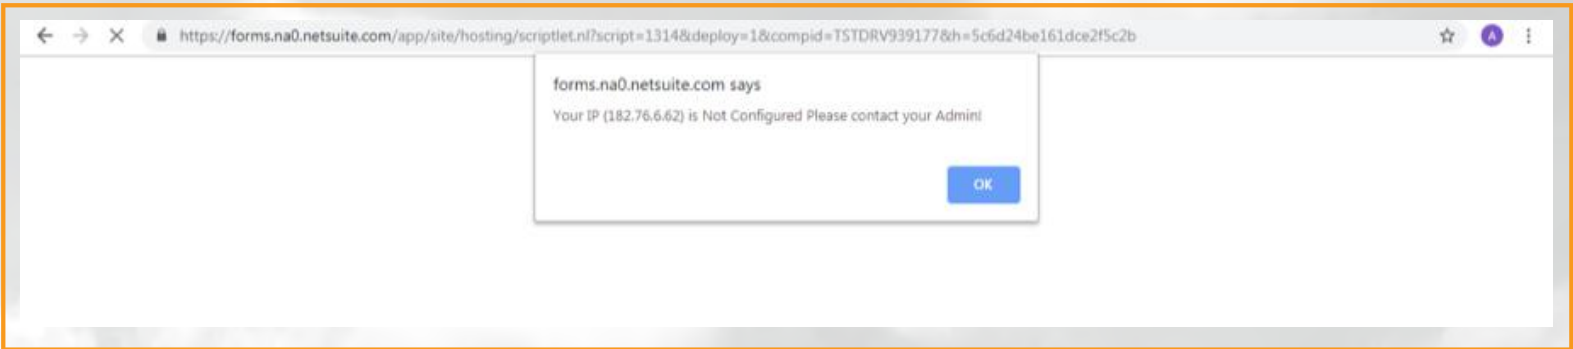 https://forms.na0.netsuite.com/app/site/hosting/scriptlet.nl?script=1314&deploy=1&compid=TSTDRV939177&h=5c6d24be161dce2f5c2b
A
forms.na0.netsuite.com says
Your IP (182.76.6.62) is Not Configured Please contact your Admin!
OK